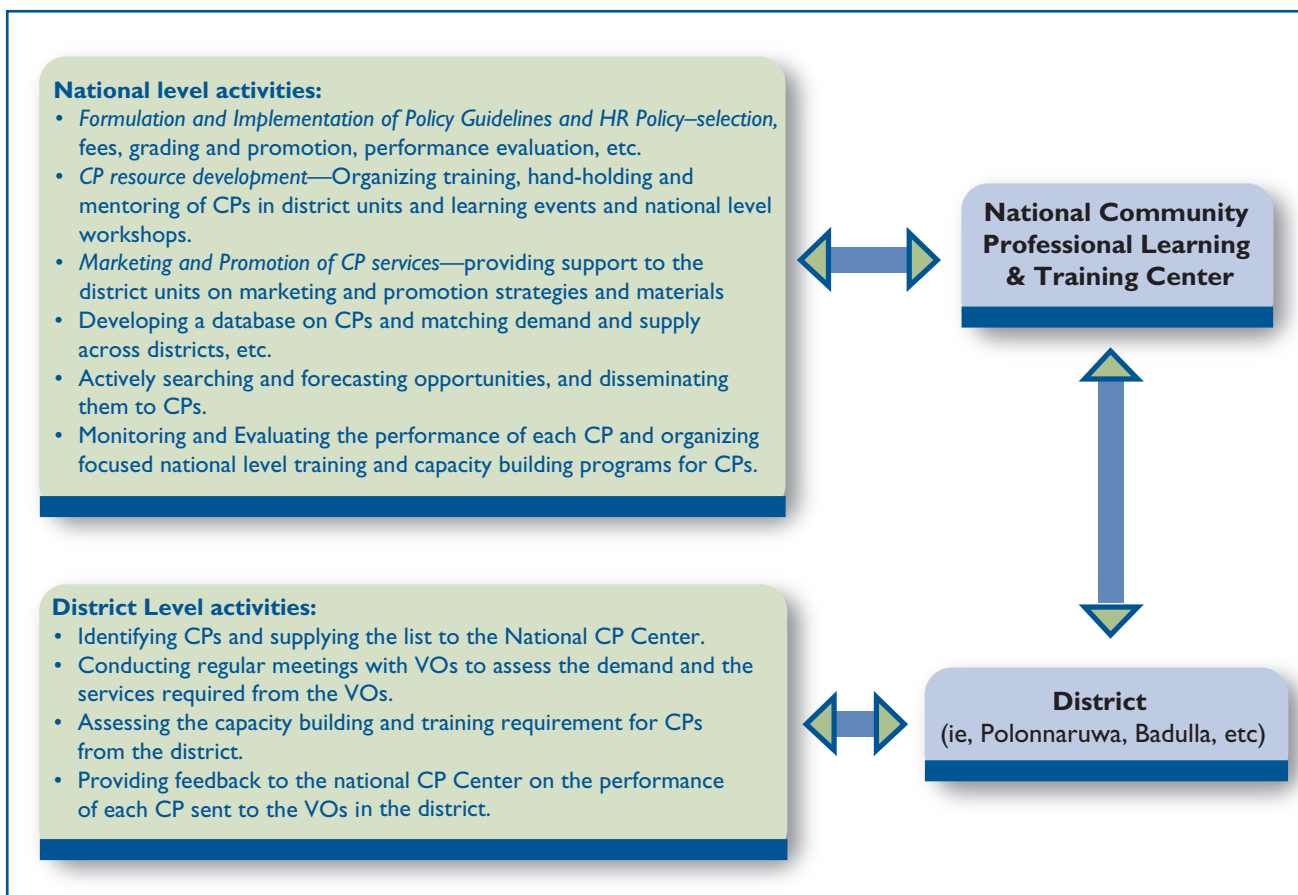 National level activities:
• Formulation and Implementation of Policy Guidelines and HR Policy–selection,
fees, grading and promotion, performance evaluation, etc.
• CP resource development—Organizing training, hand-holding and
mentoring of CPs in district units and learning events and national level
workshops.
• Marketing and Promotion of CP services—providing support to the
district units on marketing and promotion strategies and materials
• Developing a database on CPs and matching demand and supply
across districts, etc.
• Actively searching and forecasting opportunities, and disseminating
them to CPs.
• Monitoring and Evaluating the performance of each CP and organizing
focused national level training and capacity building programs for CPs.
National Community
Professional Learning
& Training Center
District Level activities:
• Identifying CPs and supplying the list to the National CP Center.
• Conducting regular meetings with VOs to assess the demand and the
services required from the VOs.
• Assessing the capacity building and training requirement for CPs
from the district.
• Providing feedback to the national CP Center on the performance
of each CP sent to the VOs in the district.
District
(ie, Polonnaruwa, Badulla, etc)